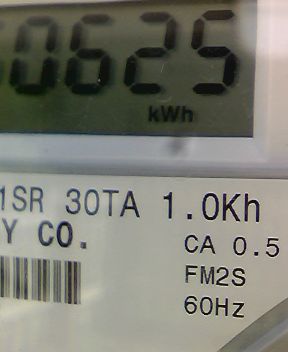 0625
kWh
1SR 30TA 1.0Kh
Y CO.
CA 0.5
FM2S
60Hz